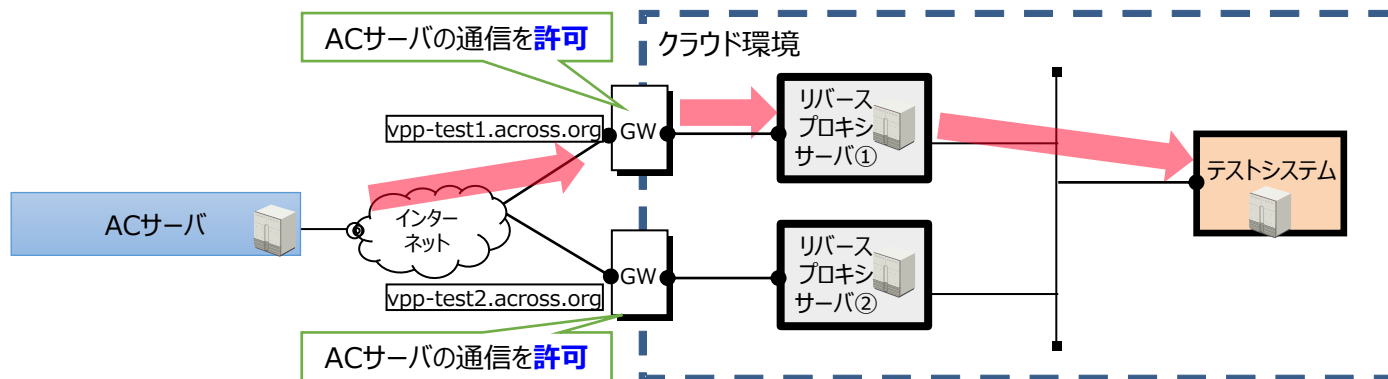 ACサーバの通信を許可
クラウド環境
vpp-test1.across.org
GW
リバース
プロキシ
サーバ①
テストシステム
ACサーバ
インター
ネット
vpp-test2.across.org
GW
リバース
プロキシ
サーバ②
ACサーバの通信を許可